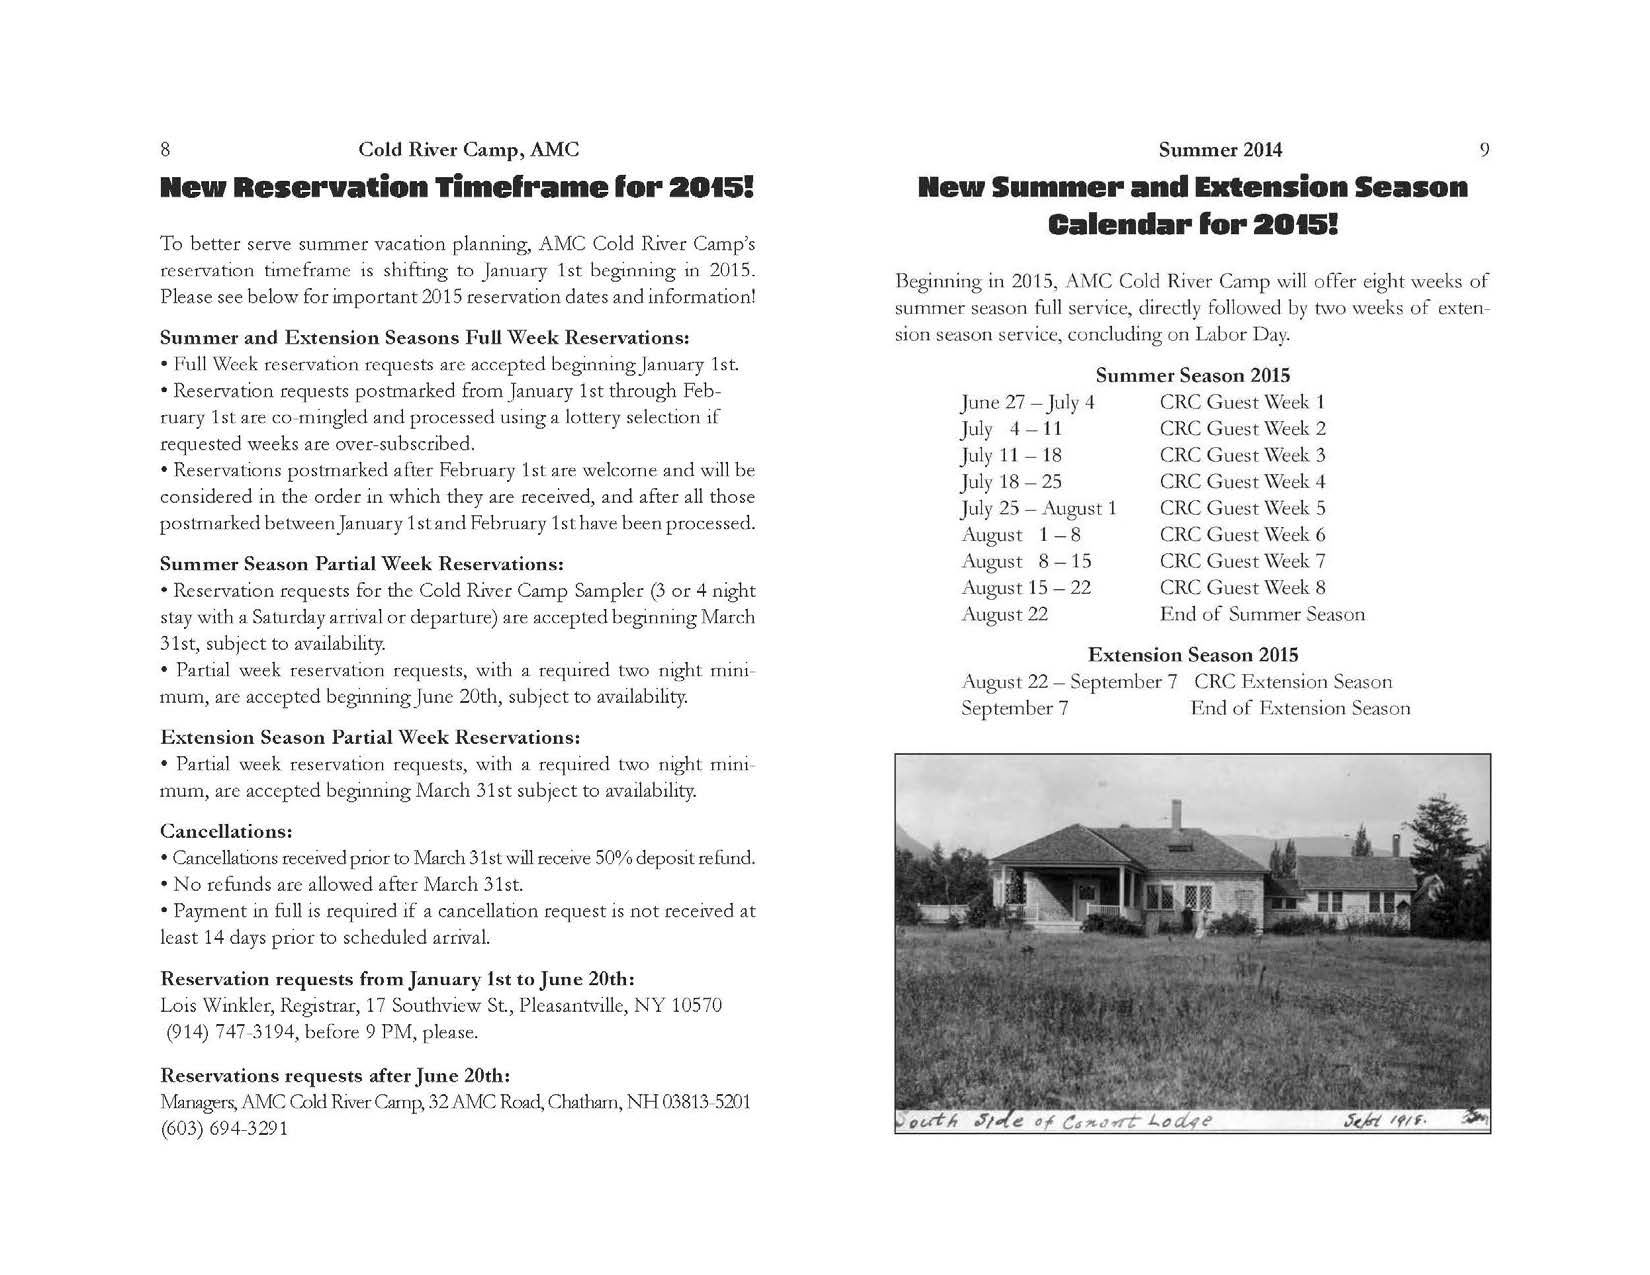 8
Cold River Camp, AMC
New Reservation Timeframe for 2015!
To better serve summer vacation planning, AMC Cold River Camp's
reservation timeframe is shifting to January 1st beginning in 2015.
Please see below for important 2015 reservation dates and information!
Summer and Extension Seasons Full Week Reservations:
• Full Week reservation requests are accepted beginning January 1st.
• Reservation requests postmarked from January 1st through Feb-
ruary 1st are co-mingled and processed using a lottery selection if
requested weeks are over-subscribed.
• Reservations postmarked after February 1st are welcome and will be
considered in the order in which they are received, and after all those
postmarked between January 1st and February 1st have been processed.
Summer Season Partial Week Reservations:
• Reservation requests for the Cold River Camp Sampler (3 or 4 night
stay with a Saturday arrival or departure) are accepted beginning March
31st, subject to availability.
• Partial week reservation requests, with a required two night mini-
mum, are accepted beginning June 20th, subject to availability.
Extension Season Partial Week Reservations:
• Partial week reservation requests, with a required two night mini-
mum, are accepted beginning March 31st subject to availability.
Cancellations:
• Cancellations received prior to March 31st will receive 50% deposit refund.
• No refunds are allowed after March 31st.
• Payment in full is required if a cancellation request is not received at
least 14 days prior to scheduled arrival.
Reservation requests from January 1st to June 20th:
Lois Winkler, Registrar, 17 Southview St., Pleasantville, NY 10570
(914) 747-3194, before 9 PM, please.
Reservations requests after June 20th:
Managers, AMC Cold River Camp, 32 AMC Road, Chatham, NH 03813-5201
(603) 694-3291
Summer 2014
9
New Summer and Extension Season
Calendar for 2015!
Beginning in 2015, AMC Cold River Camp will offer eight weeks of
summer season full service, directly followed by two weeks of exten-
sion season service, concluding on Labor Day.
Summer Season 2015
June 27 – July 4 CRC Guest Week 1
July 4 – 11 CRC Guest Week 2
July 11 – 18 CRC Guest Week 3
July 18 – 25 CRC Guest Week 4
July 25 – August 1 CRC Guest Week 5
August 1 – 8 CRC Guest Week 6
August 8 – 15 CRC Guest Week 7
August 15 – 22 CRC Guest Week 8
August 22 End of Summer Season
Extension Season 2015
August 22 – September 7 CRC Extension Season
September 7 End of Extension Season
South Side of Conant Lodge Sept 1918.